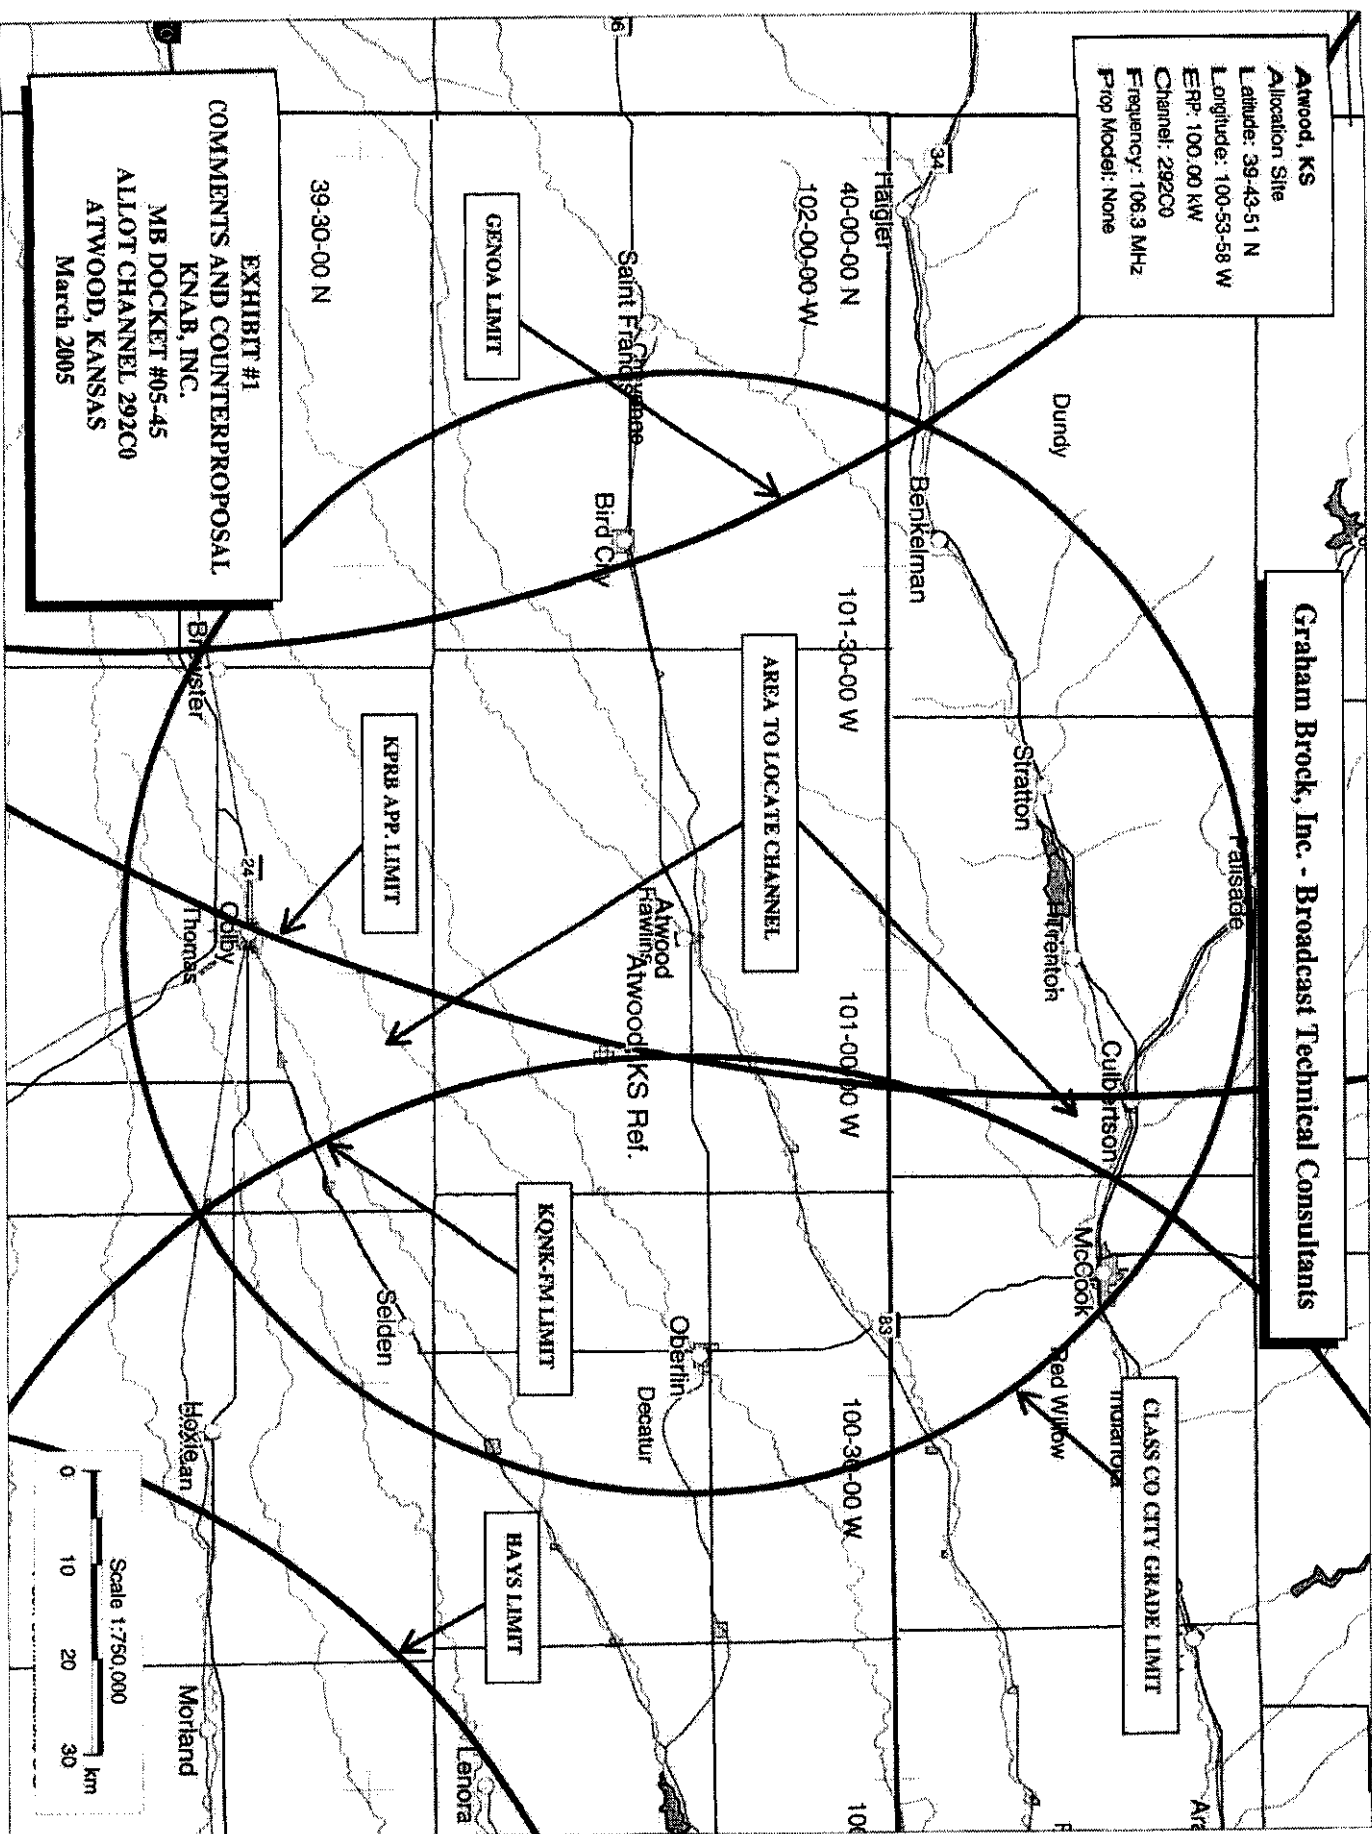 Graham Brock, Inc. - Broadcast Technical Consultants
Atwood, KS
Allocation Site
Latitude: 39-43-51 N
Longitude: 100-53-58 W
ERP: 100.00 kW
Channel: 292C0
Frequency: 106.3 MHz
Prop Model: None
Palisade
CLASS CO CITY GRADE LIMIT
Indianola
Dundy
Culbertson
McCook
Red Willow
Trenton
Stratton
34
Haigler
Benkelman
83
40-00-00 N
102-00-00 W
101-30-00 W
101-00-00 W
100-30-00 W
AREA TO LOCATE CHANNEL
Saint Francis
Cheyenne
Bird City
Atwood
Rawlins
Atwood, KS Ref.
Oberlin
Decatur
GENOA LIMIT
KQNK-FM LIMIT
HAYS LIMIT
Lenora
KPRB APP. LIMIT
Selden
39-30-00 N
24
Brewster
Colby
Thomas
Hoxie
Morland
EXHIBIT #1
COMMENTS AND COUNTERPROPOSAL
KNAB, INC.
MB DOCKET #05-45
ALLOT CHANNEL 292C0
ATWOOD, KANSAS
March 2005
Scale 1:750,000
0 10 20 30 km